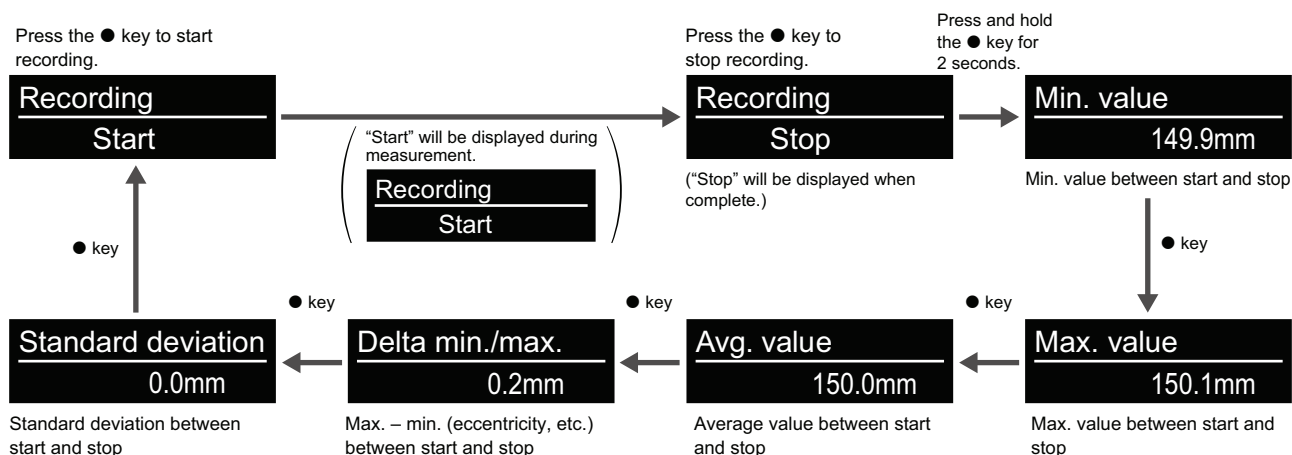 Press the ● key to start
recording.
Recording
Start
“Start” will be displayed during
measurement.
Recording
Start
Press the ● key to
stop recording.
Recording
Stop
(“Stop” will be displayed when
complete.)
Press and hold
the ● key for
2 seconds.
Min. value
149.9mm
Min. value between start and stop
● key
Max. value
150.1mm
Max. value between start and
stop
● key
Avg. value
150.0mm
Average value between start
and stop
● key
Delta min./max.
0.2mm
Max. – min. (eccentricity, etc.)
between start and stop
● key
Standard deviation
0.0mm
Standard deviation between
start and stop
● key